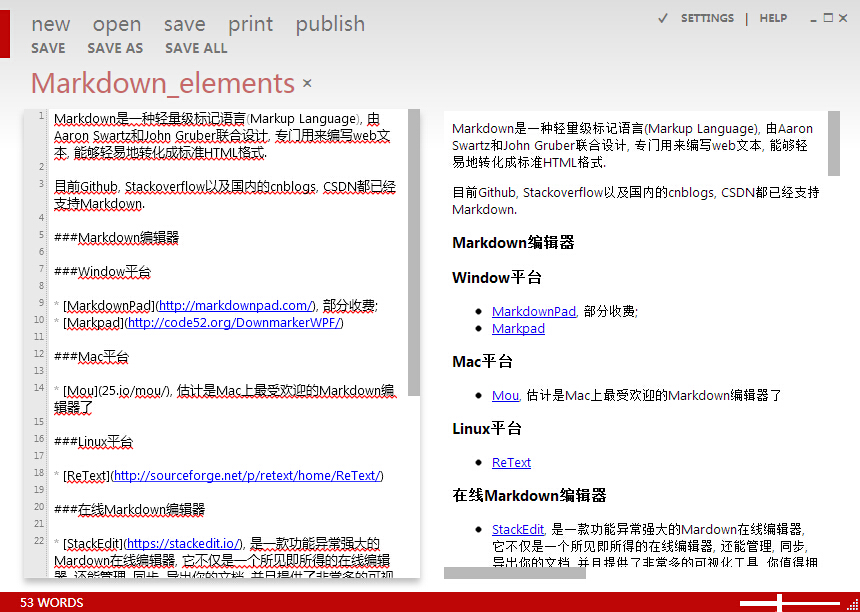 new open save print publish
SAVE SAVE AS SAVE ALL
✓ SETTINGS | HELP
Markdown_elements ×
1 Markdown是一种轻量级标记语言(Markup Language), 由
Aaron Swartz和John Gruber联合设计, 专门用来编写web文
本, 能够轻易地转化成标准HTML格式.
2
3 目前Github, Stackoverflow以及国内的cnblogs, CSDN都已经
支持Markdown.
4
5 ###Markdown编辑器
6
7 ###Window平台
8
9 * [MarkdownPad](http://markdownpad.com/), 部分收费;
10 * [Markpad](http://code52.org/DownmarkerWPF/)
11
12 ###Mac平台
13
14 * [Mou](25.io/mou/), 估计是Mac上最受欢迎的Markdown编
辑器了
15
16 ###Linux平台
17
18 * [ReText](http://sourceforge.net/p/retext/home/ReText/)
19
20 ###在线Markdown编辑器
21
22 * [StackEdit](https://stackedit.io/), 是一款功能异常强大的
Mardown在线编辑器, 它不仅是一个所见即所得的在线编辑
器, 还能管理, 同步, 导出你的文档, 并且提供了非常多的可视
Markdown是一种轻量级标记语言(Markup Language), 由Aaron
Swartz和John Gruber联合设计, 专门用来编写web文本, 能够轻
易地转化成标准HTML格式.
目前Github, Stackoverflow以及国内的cnblogs, CSDN都已经支持
Markdown.
Markdown编辑器
Window平台
• MarkdownPad, 部分收费;
• Markpad
Mac平台
• Mou, 估计是Mac上最受欢迎的Markdown编辑器了
Linux平台
• ReText
在线Markdown编辑器
• StackEdit, 是一款功能异常强大的Mardown在线编辑器,
它不仅是一个所见即所得的在线编辑器, 还能管理, 同步,
导出你的文档, 并且提供了非常多的可视化工具, 你值得拥
53 WORDS